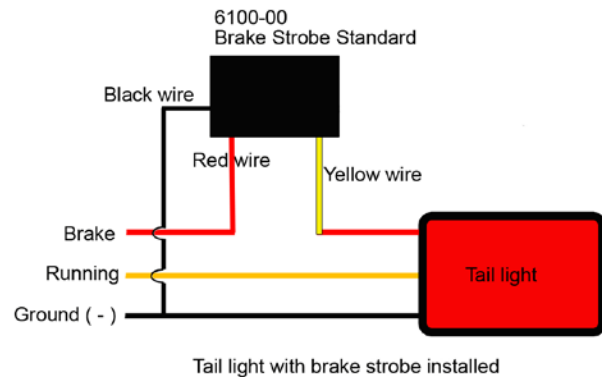 6100-00
Brake Strobe Standard
Black wire
Red wire
Yellow wire
Brake
Running
Tail light
Ground ( - )
Tail light with brake strobe installed